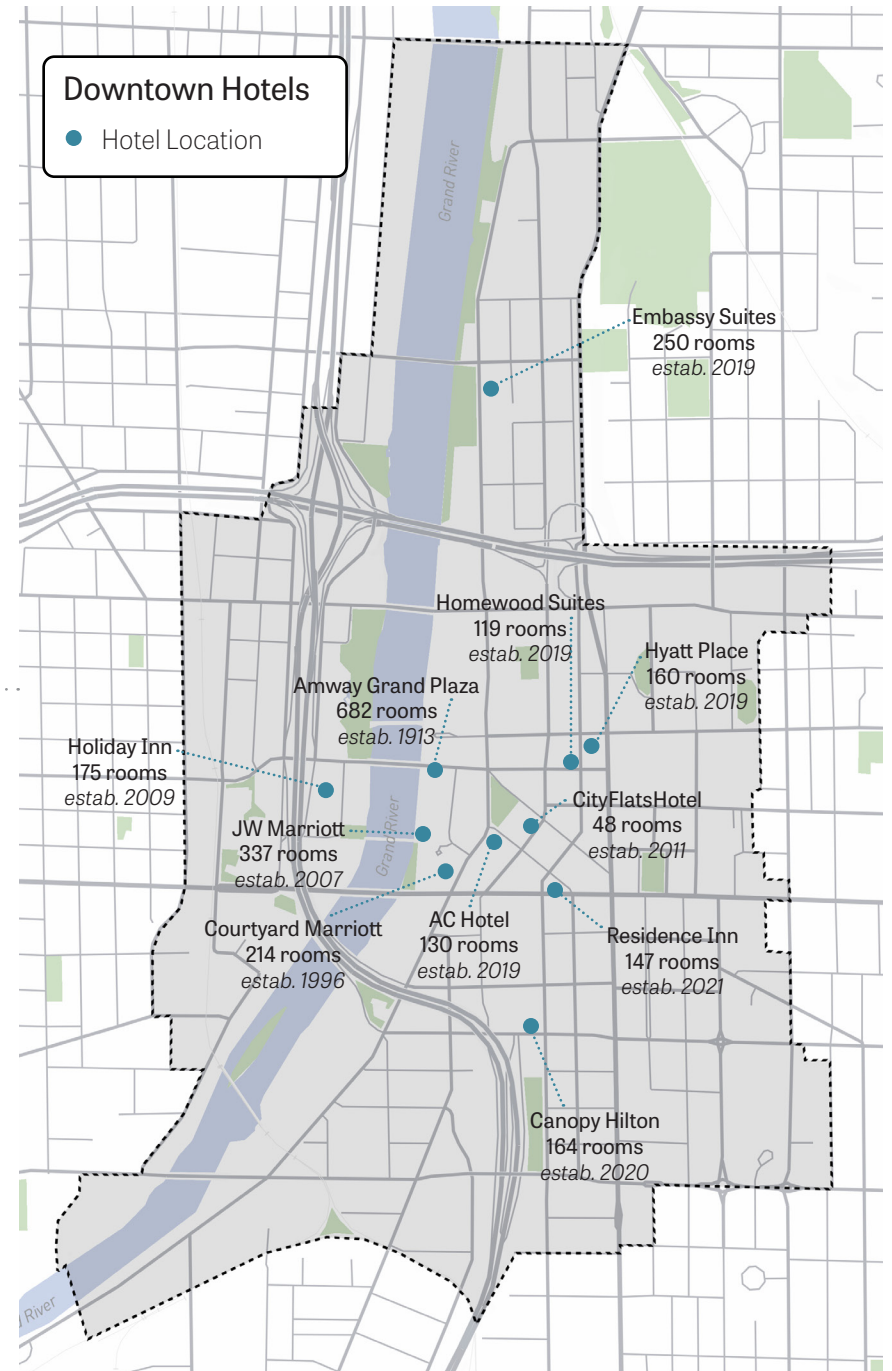 Downtown Hotels
Hotel Location
Grand River
Embassy Suites
250 rooms
estab. 2019
Homewood Suites
119 rooms
estab. 2019
Hyatt Place
160 rooms
estab. 2019
Amway Grand Plaza
682 rooms
estab. 1913
Holiday Inn
175 rooms
estab. 2009
CityFlatsHotel
48 rooms
estab. 2011
JW Marriott
337 rooms
estab. 2007
Grand River
Courtyard Marriott
214 rooms
estab. 1996
AC Hotel
130 rooms
estab. 2019
Residence Inn
147 rooms
estab. 2021
Canopy Hilton
164 rooms
estab. 2020
d River